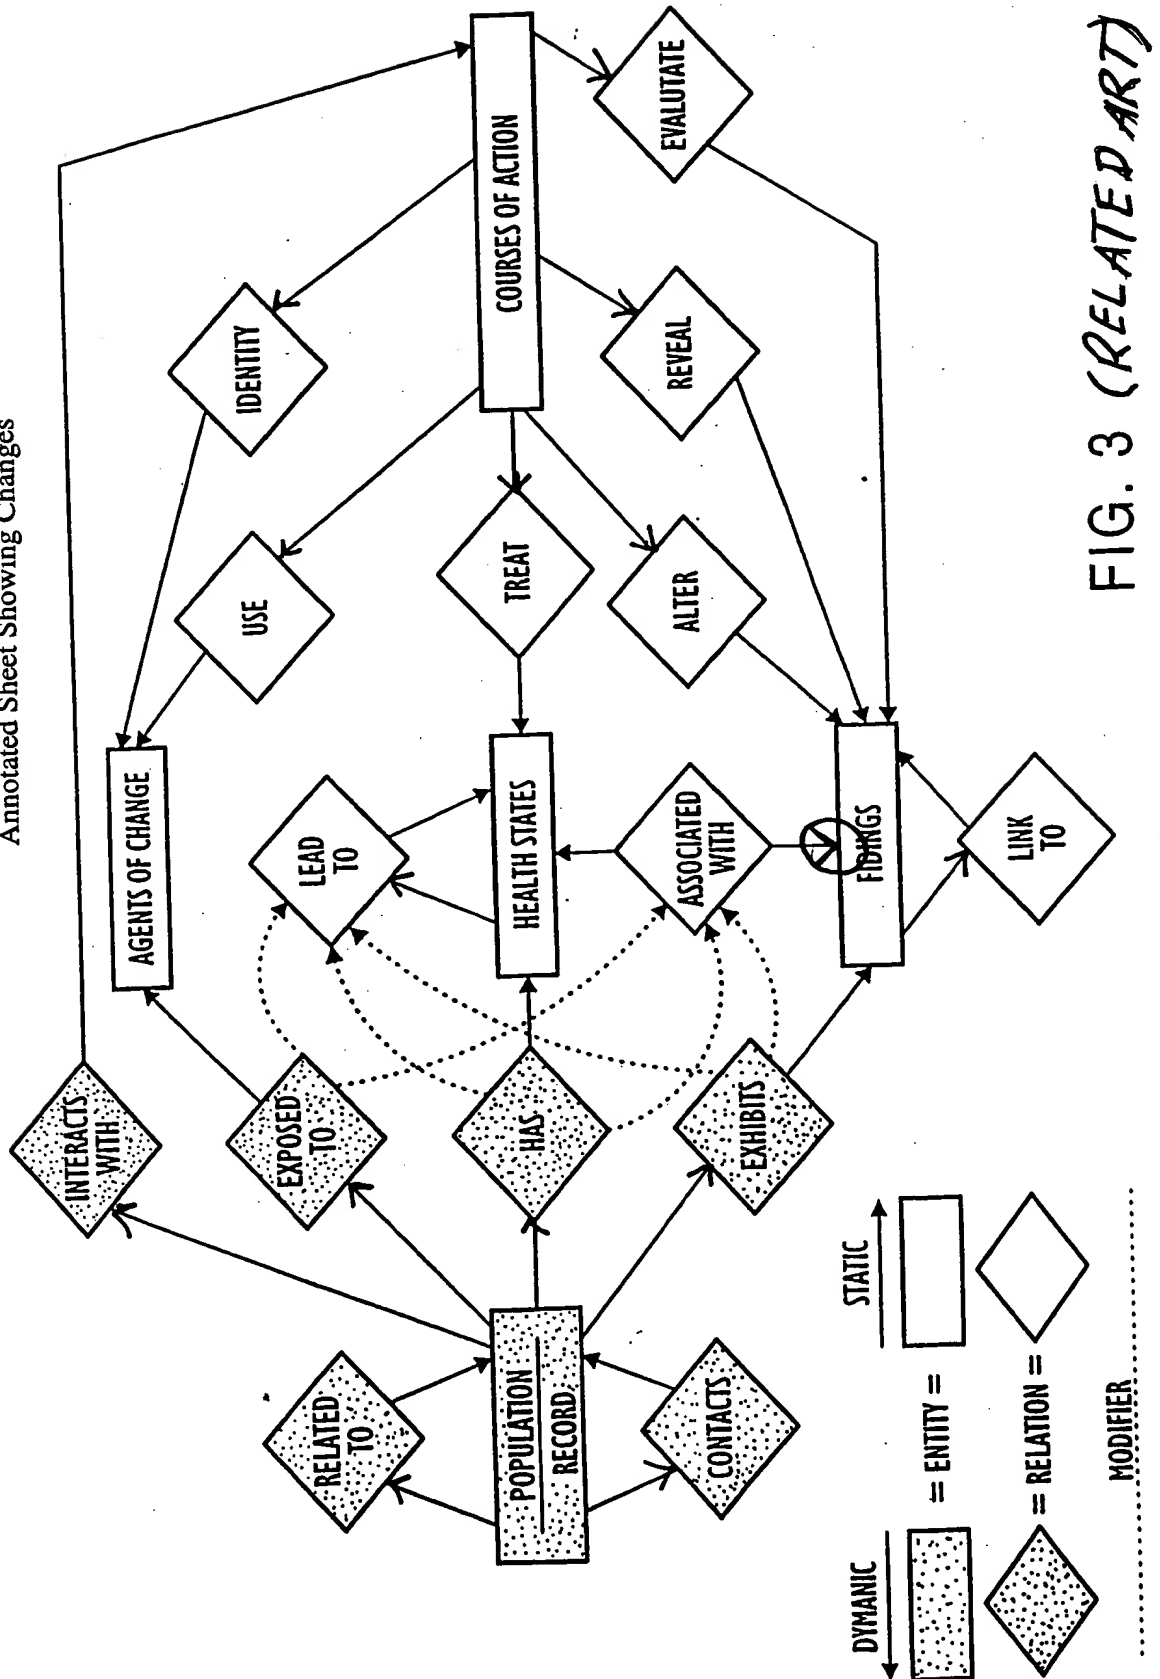 Annotated Sheet Showing Changes
INTERACTS
WITH
AGENTS OF CHANGE
IDENTITY
USE
EXPOSED
TO
LEAD
TO
RELATED
TO
POPULATION
RECORD
HAS
HEALTH STATES
TREAT
COURSES OF ACTION
CONTACTS
EXHIBITS
ASSOCIATED
WITH
ALTER
REVEAL
EVALUTATE
FIDINGS
LINK
TO
DYMANIC
STATIC
= ENTITY =
= RELATION =
MODIFIER
FIG. 3 (RELATED ART)